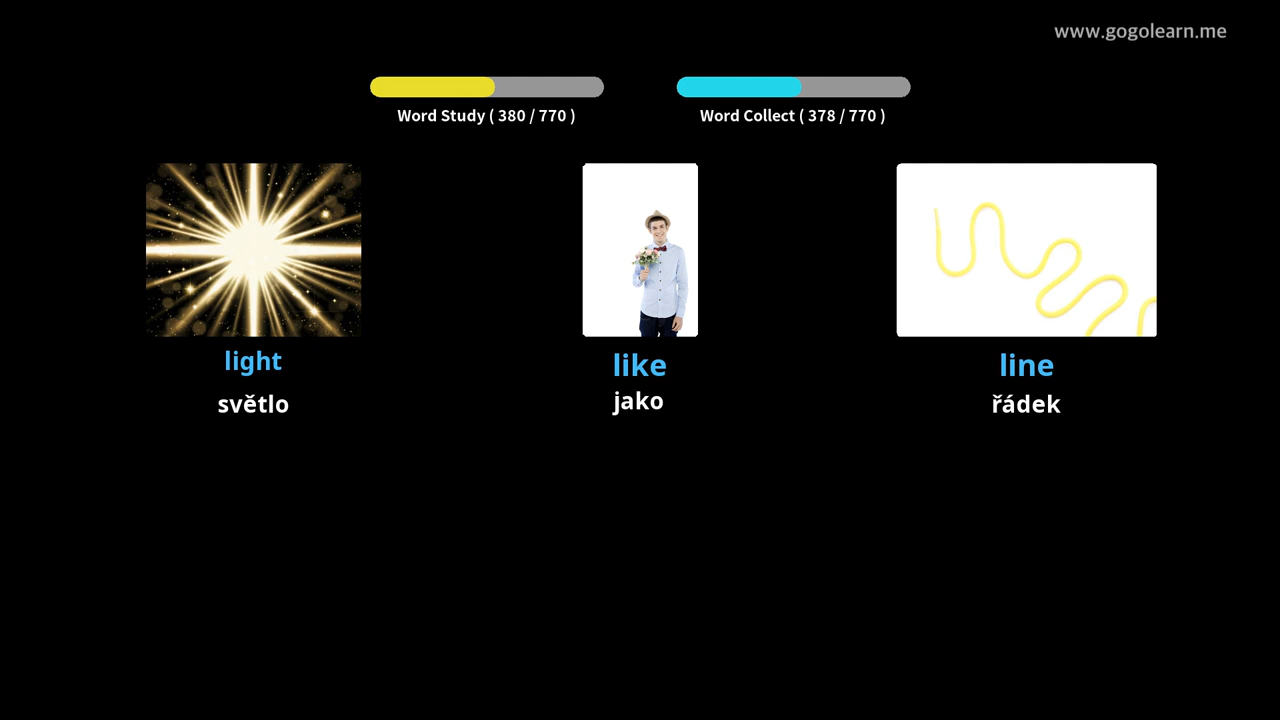 www.gogolearn.me
Word Study ( 380 / 770 )
Word Collect ( 378 / 770 )
light
like
line
světlo
jako
řádek